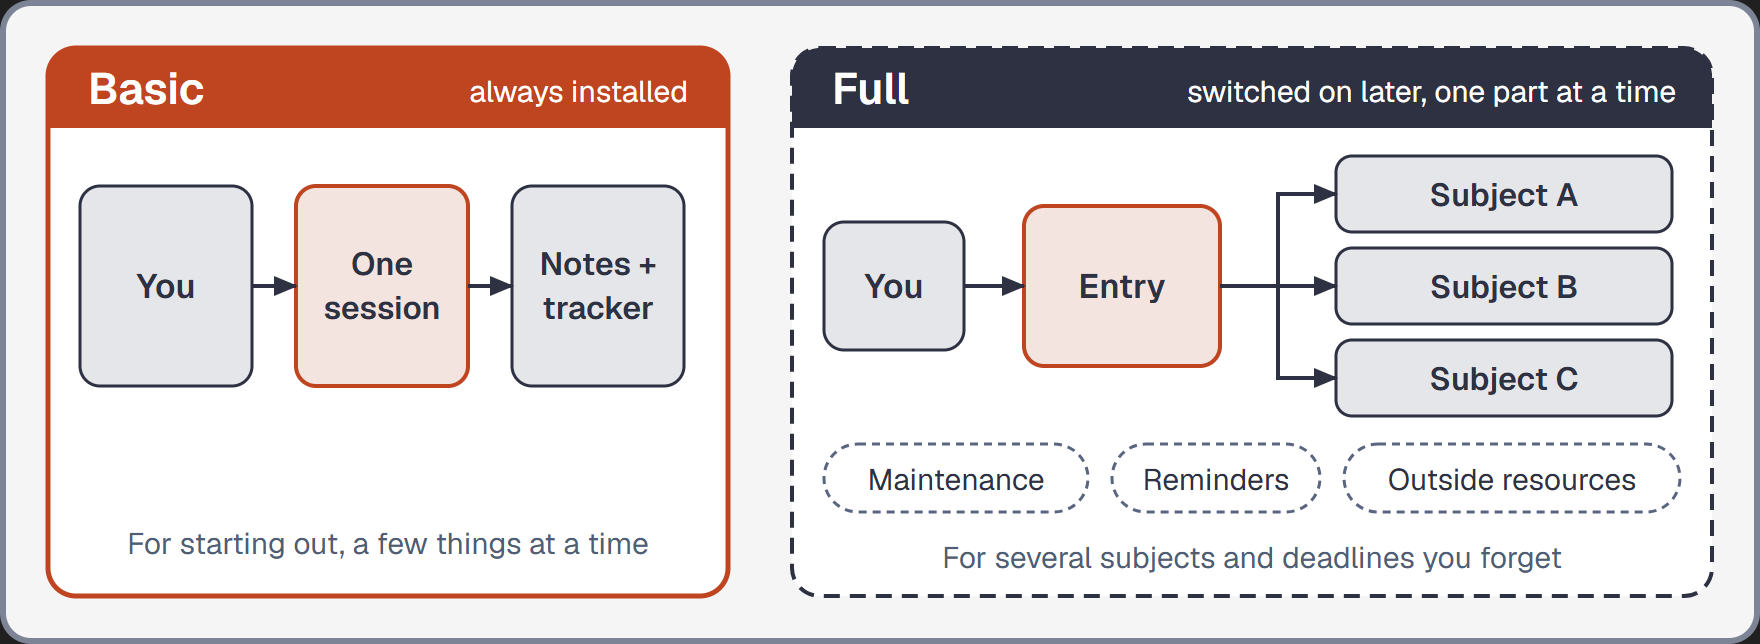 Basic
always installed
You
One
session
Notes +
tracker
For starting out, a few things at a time
Full
switched on later, one part at a time
You
Entry
Subject A
Subject B
Subject C
Maintenance
Reminders
Outside resources
For several subjects and deadlines you forget